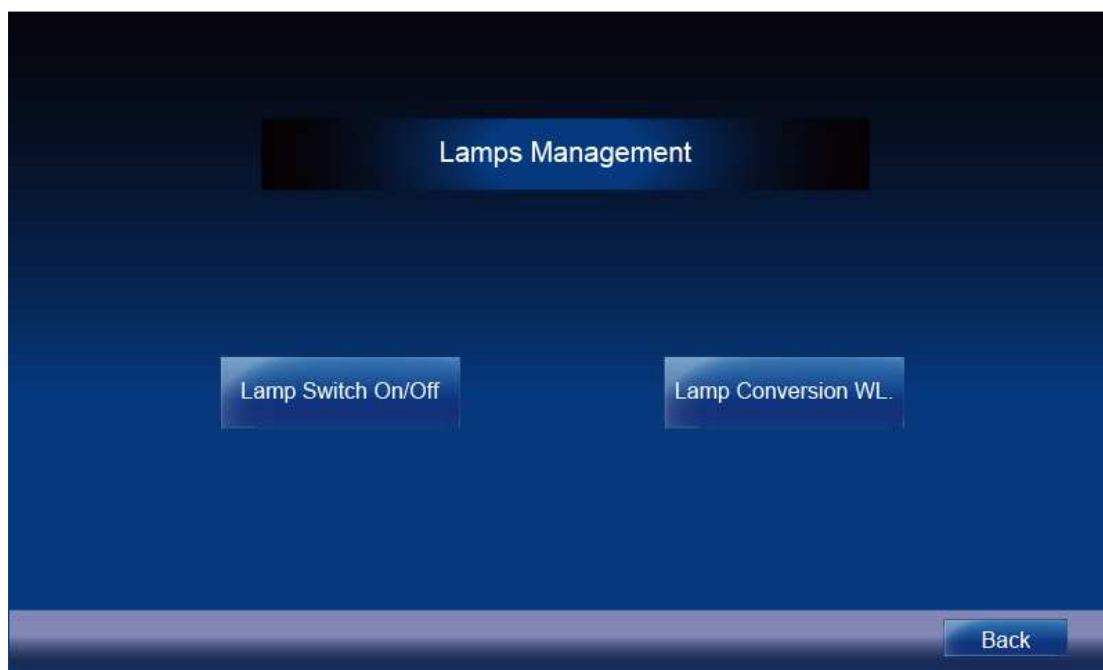 Lamps Management
Lamp Switch On/Off
Lamp Conversion WL.
Back